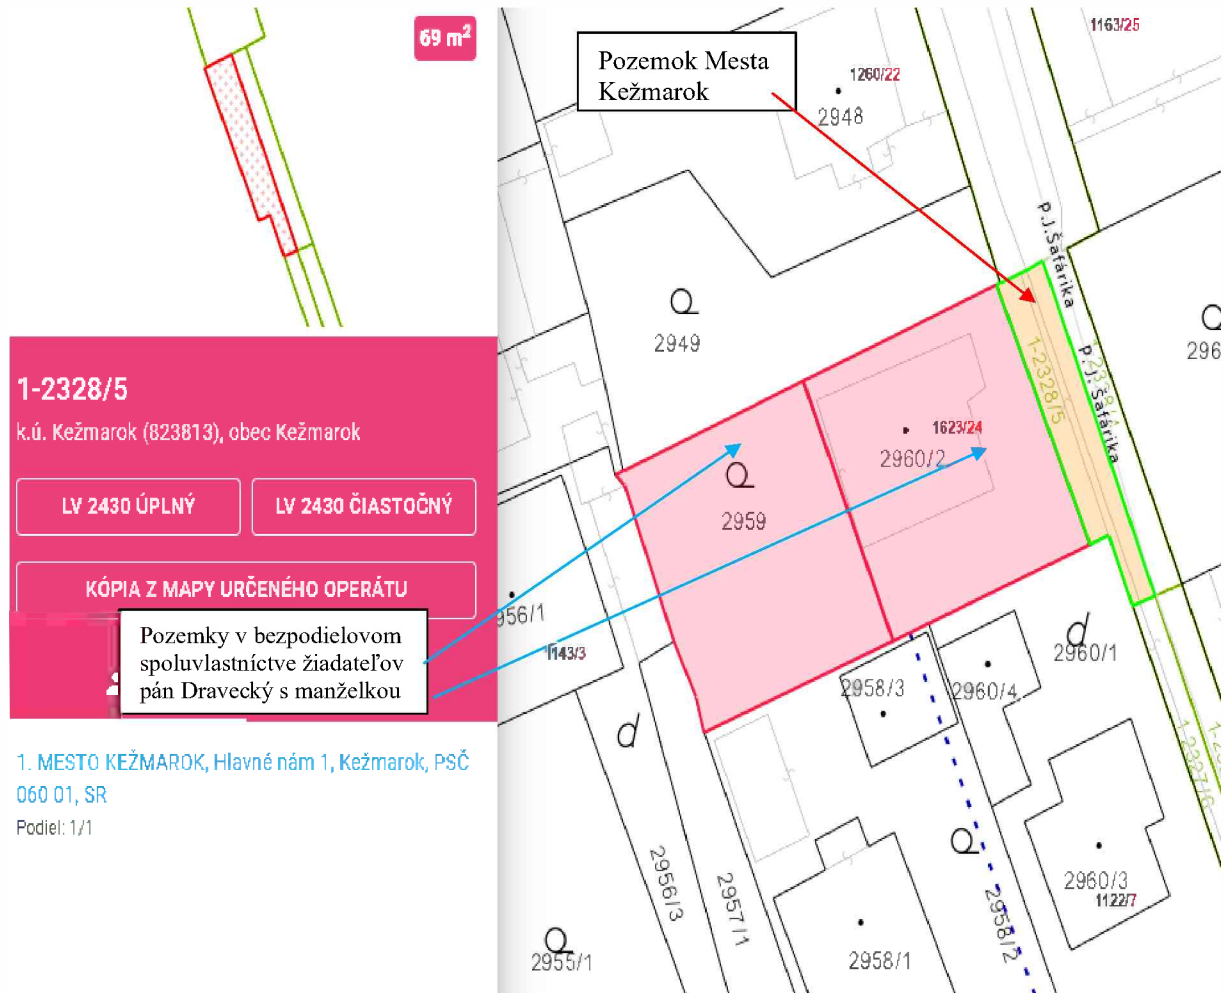 69 m²
1-2328/5
k.ú. Kežmarok (823813), obec Kežmarok
LV 2430 ÚPLNÝ
LV 2430 ČIASTOČNÝ
KÓPIA Z MAPY URČENÉHO OPERÁTU
Pozemky v bezpodielovom
spoluvlastníctve žiadateľov
pán Dravecký s manželkou
1. MESTO KEŽMAROK, Hlavné nám 1, Kežmarok, PSČ
060 01, SR
Podiel: 1/1
Pozemok Mesta
Kežmarok
1163/25
1260/22
2948
P.J.Šafárika
2949
296
1-2328/5
P. J. Šafárika
1623/24
2960/2
2959
956/1
1143/3
2960/1
2958/3
2960/4
1-2327/6
2956/3
2957/1
2958/2
2960/3
1122/7
2955/1
2958/1